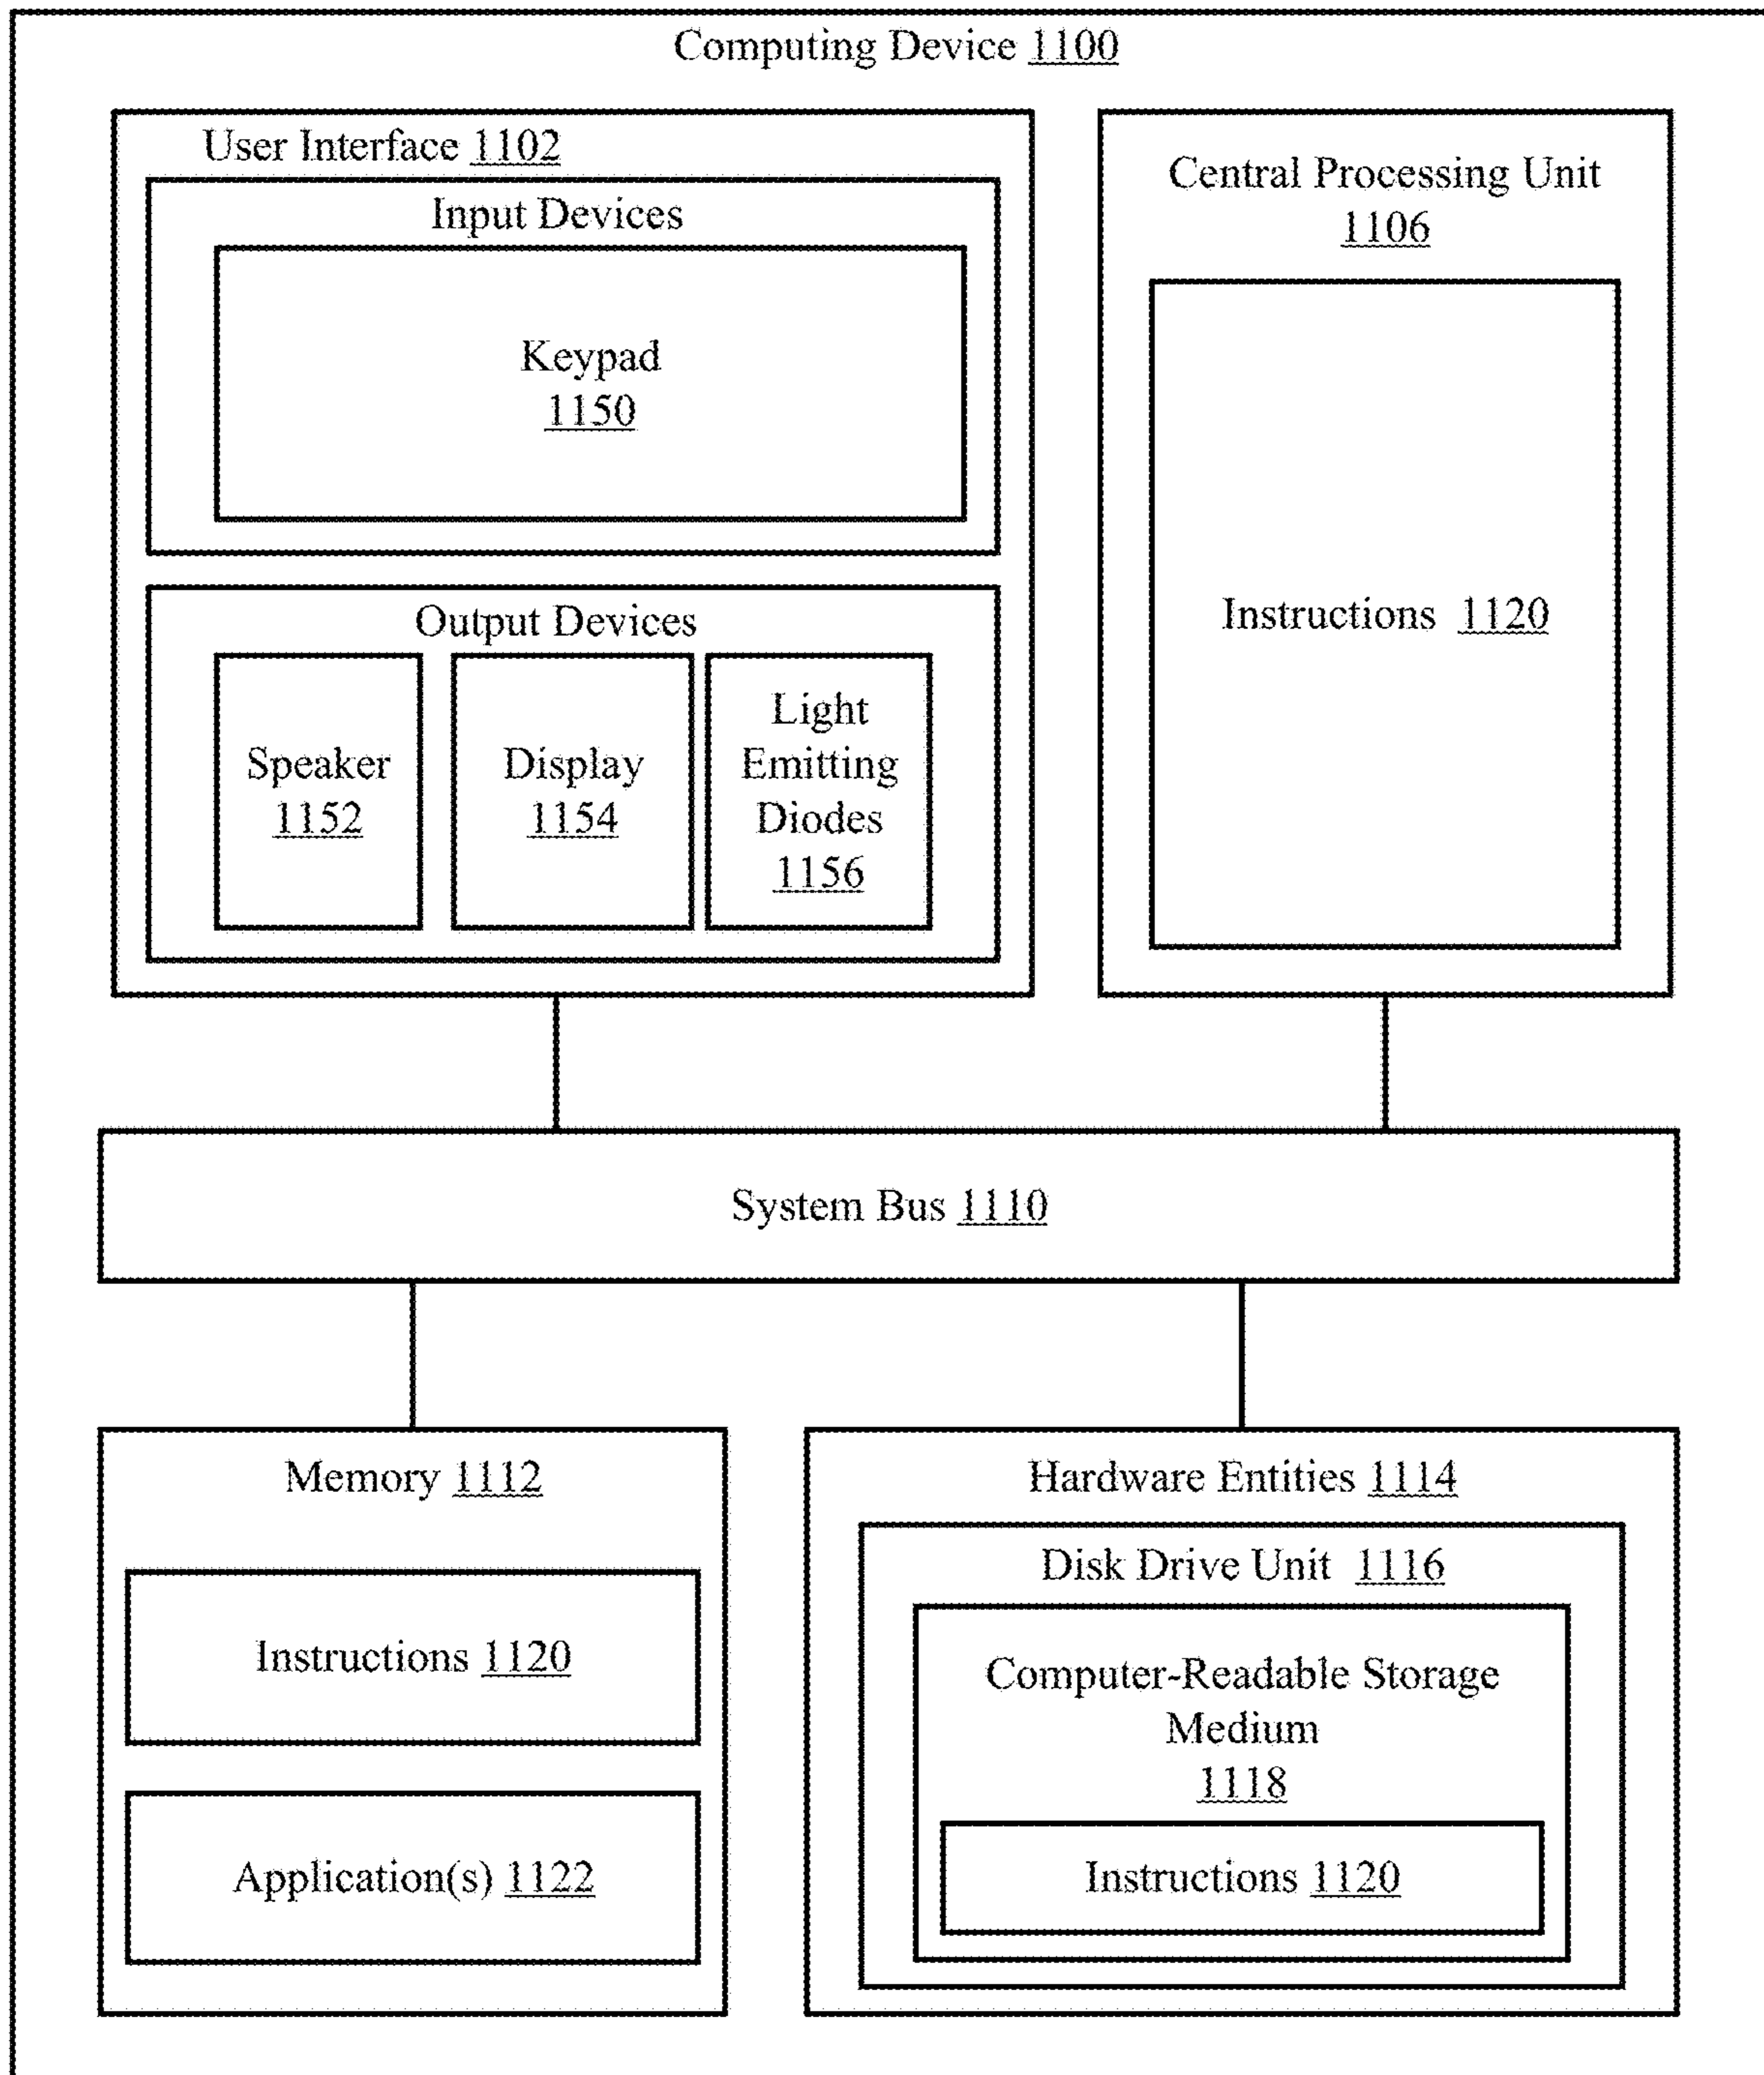 Computing Device 1100
User Interface 1102
Input Devices
Keypad
1150
Output Devices
Speaker
1152
Display
1154
Light
Emitting
Diodes
1156
Central Processing Unit
1106
Instructions 1120
System Bus 1110
Memory 1112
Instructions 1120
Application(s) 1122
Hardware Entities 1114
Disk Drive Unit 1116
Computer-Readable Storage
Medium
1118
Instructions 1120